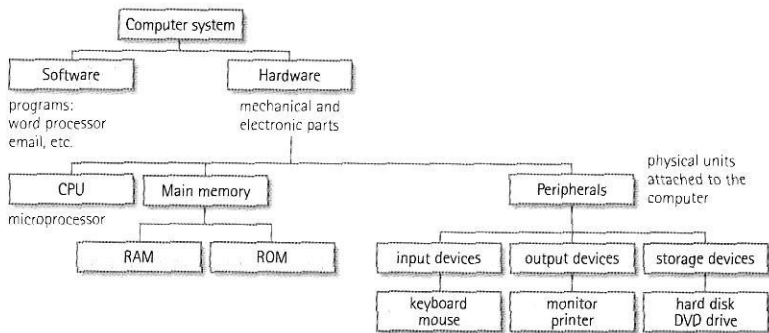 Computer system
Software
Hardware
programs:
word processor
email, etc.
mechanical and
electronic parts
CPU
Main memory
Peripherals
physical units
attached to the
computer
microprocessor
RAM
ROM
input devices
output devices
storage devices
keyboard
mouse
monitor
printer
hard disk
DVD drive